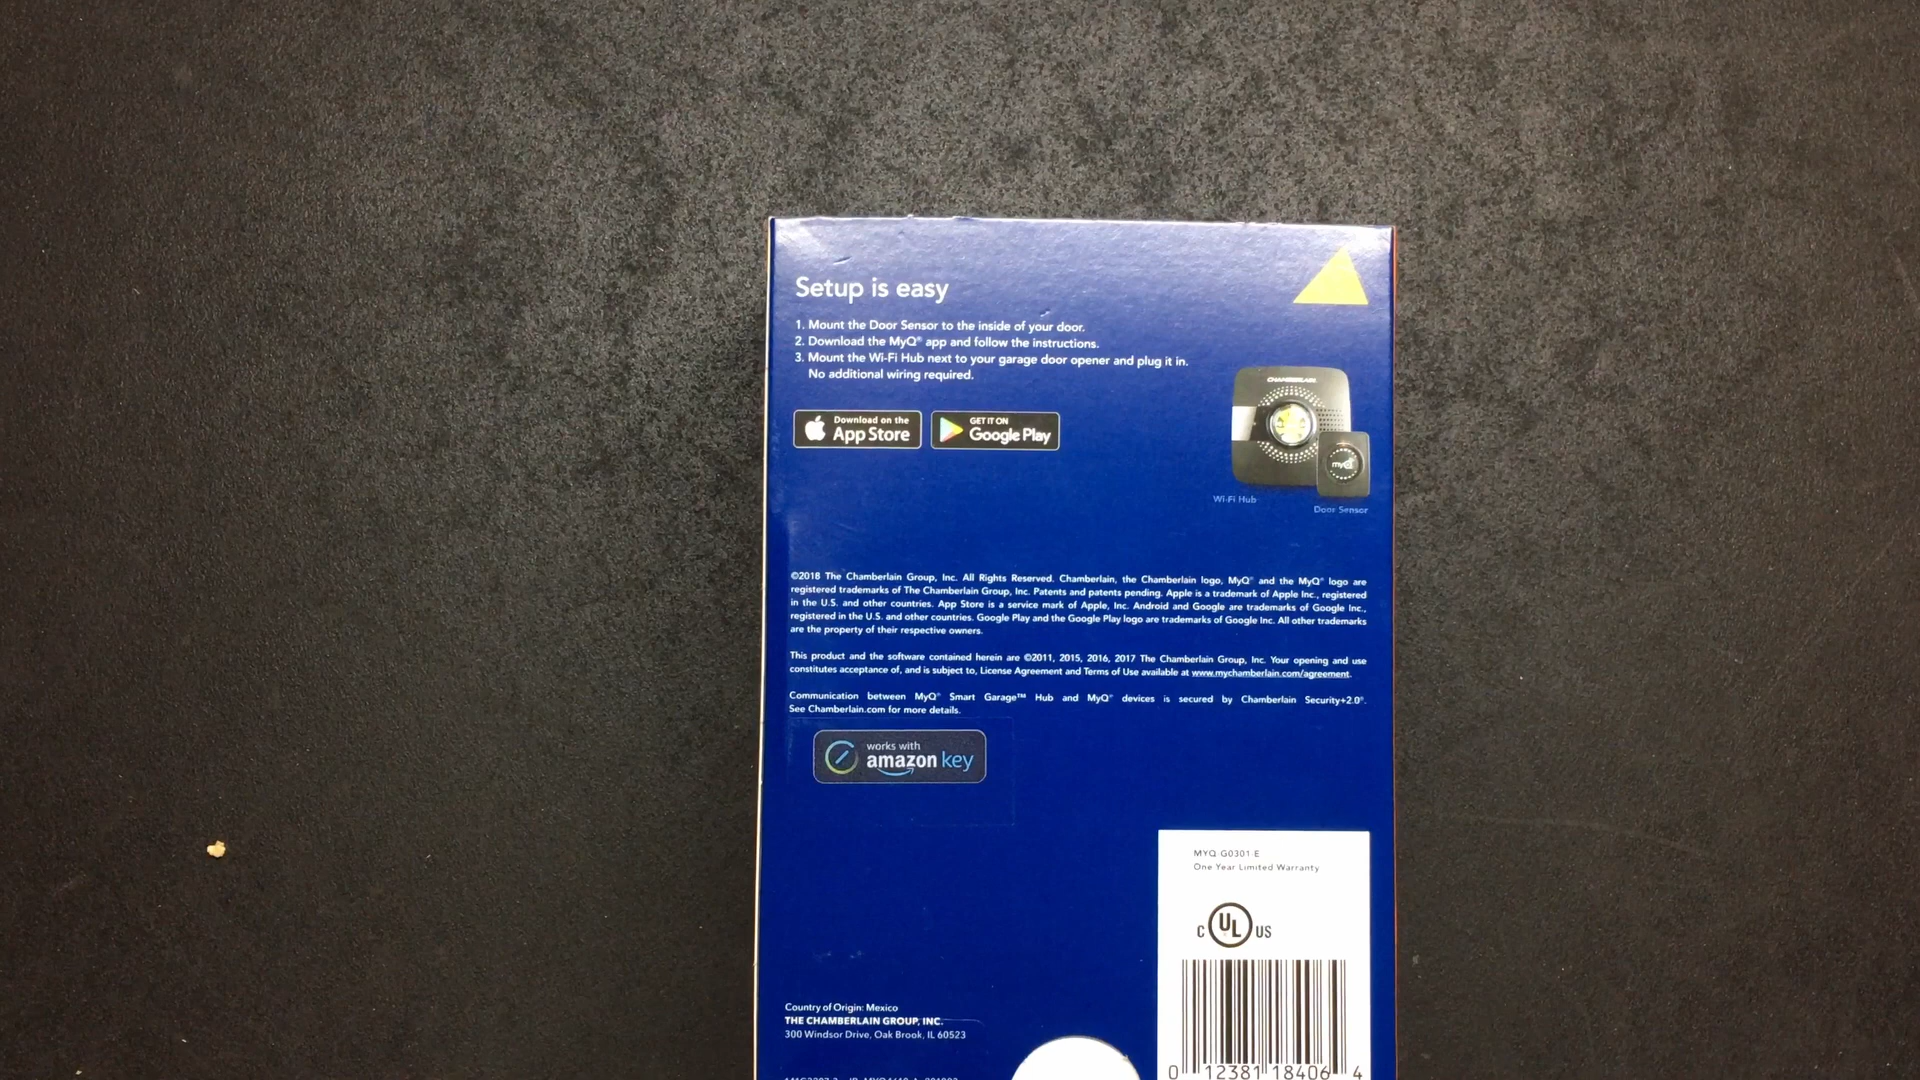 Setup is easy
1. Mount the Door Sensor to the inside of your door.
2. Download the MyQ® app and follow the instructions.
3. Mount the Wi-Fi Hub next to your garage door opener and plug it in.
No additional wiring required.
Download on the
App Store
GET IT ON
Google Play
CHAMBERLAIN
myQ
Wi-Fi Hub
Door Sensor
©2018 The Chamberlain Group, Inc. All Rights Reserved. Chamberlain, the Chamberlain logo, MyQ® and the MyQ® logo are
registered trademarks of The Chamberlain Group, Inc. Patents and patents pending. Apple is a trademark of Apple Inc., registered
in the U.S. and other countries. App Store is a service mark of Apple, Inc. Android and Google are trademarks of Google Inc.,
registered in the U.S. and other countries. Google Play and the Google Play logo are trademarks of Google Inc. All other trademarks
are the property of their respective owners.
This product and the software contained herein are ©2011, 2015, 2016, 2017 The Chamberlain Group, Inc. Your opening and use
constitutes acceptance of, and is subject to, License Agreement and Terms of Use available at www.mychamberlain.com/agreement.
Communication between MyQ® Smart Garage™ Hub and MyQ® devices is secured by Chamberlain Security+2.0®.
See Chamberlain.com for more details.
works with
amazon key
MYQ-G0301-E
One Year Limited Warranty
C UL US
0 12381 18406 4
Country of Origin: Mexico
THE CHAMBERLAIN GROUP, INC.
300 Windsor Drive, Oak Brook, IL 60523